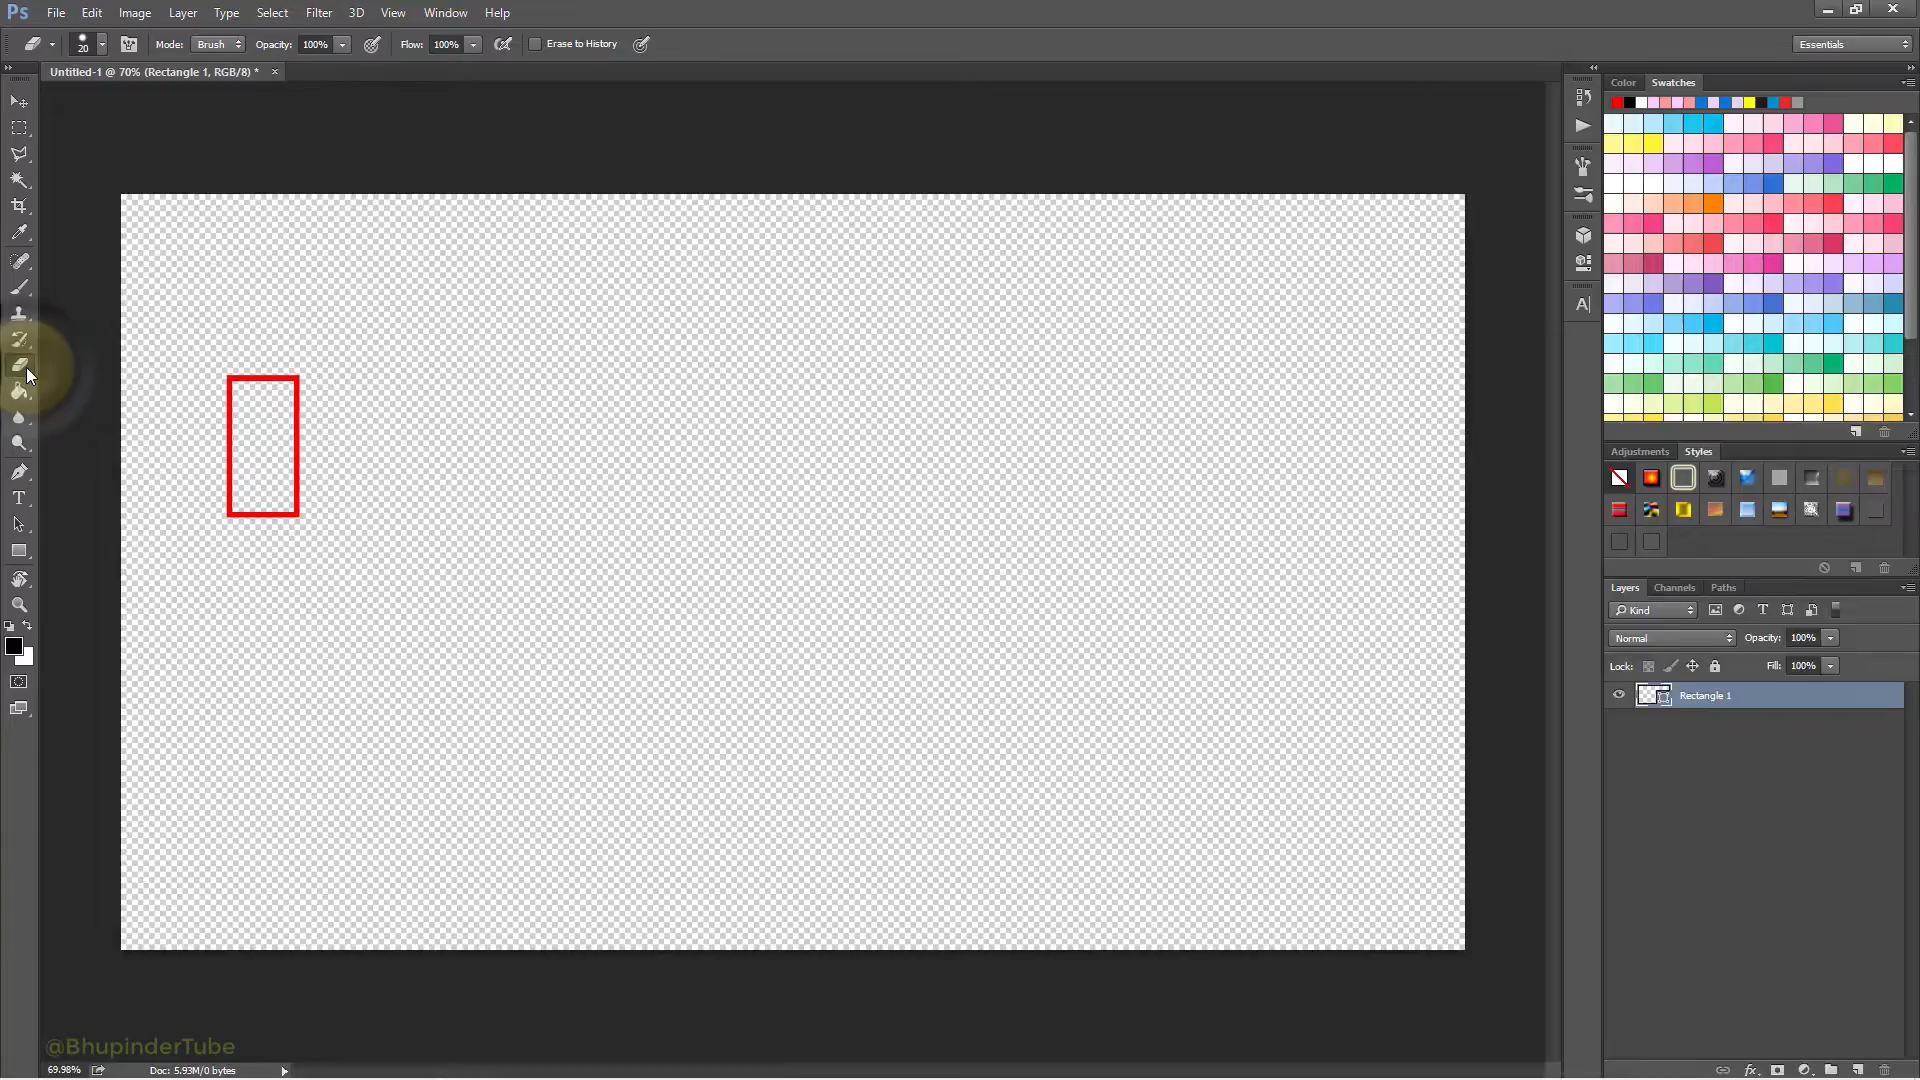 Ps File Edit Image Layer Type Select Filter 3D View Window Help
20 Mode: Brush Opacity: 100% Flow: 100% Erase to History Essentials
Untitled-1 @ 70% (Rectangle 1, RGB/8) * ×
Color Swatches
A
T
Adjustments Styles
Layers Channels Paths
Kind T
Normal Opacity: 100%
Lock: Fill: 100%
Rectangle 1
@BhupinderTube
69.98% Doc: 5.93M/0 bytes
fx